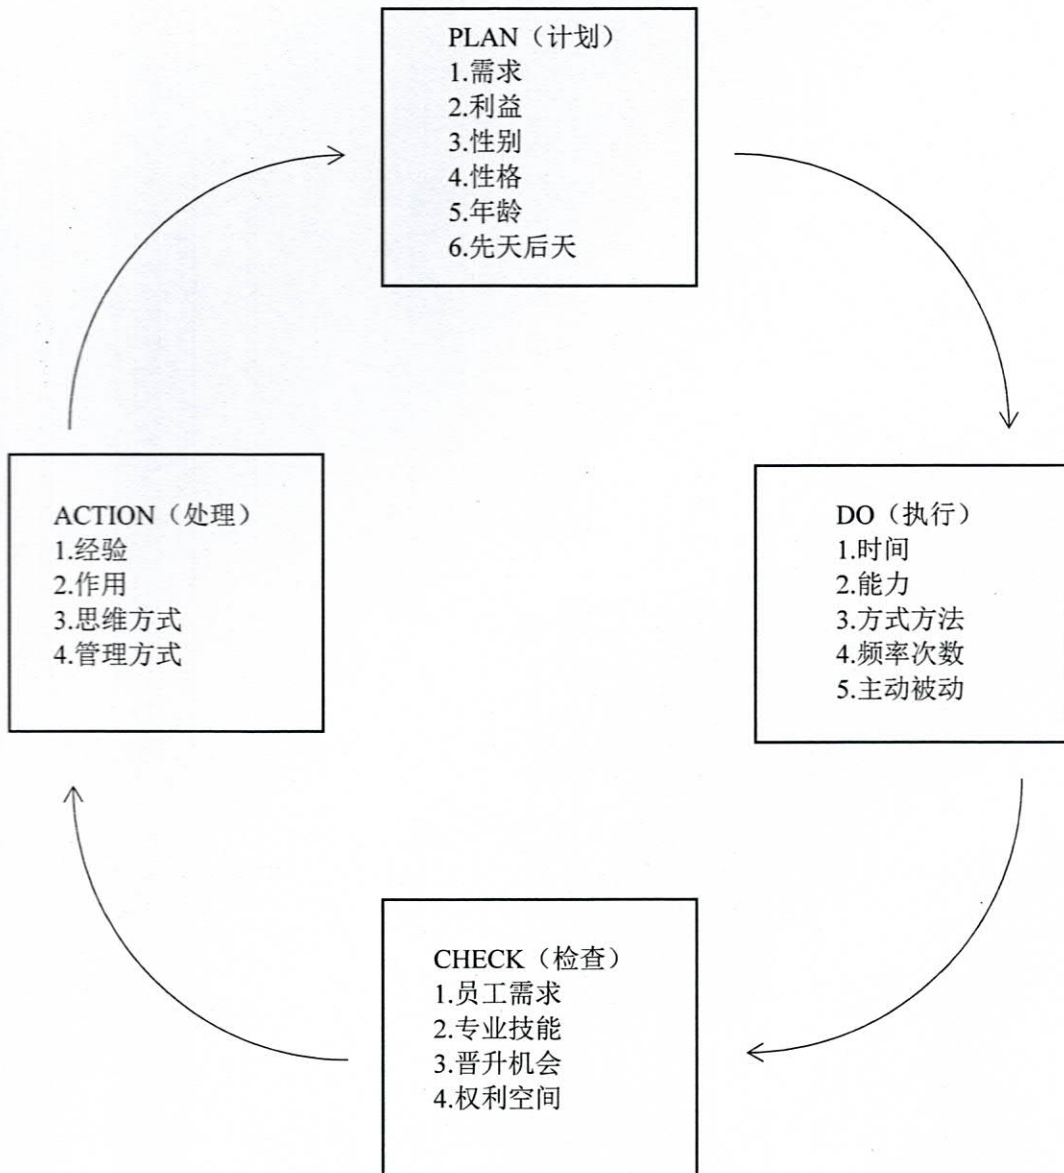 PLAN（计划）
1.需求
2.利益
3.性别
4.性格
5.年龄
6.先天后天
DO（执行）
1.时间
2.能力
3.方式方法
4.频率次数
5.主动被动
CHECK（检查）
1.员工需求
2.专业技能
3.晋升机会
4.权利空间
ACTION（处理）
1.经验
2.作用
3.思维方式
4.管理方式